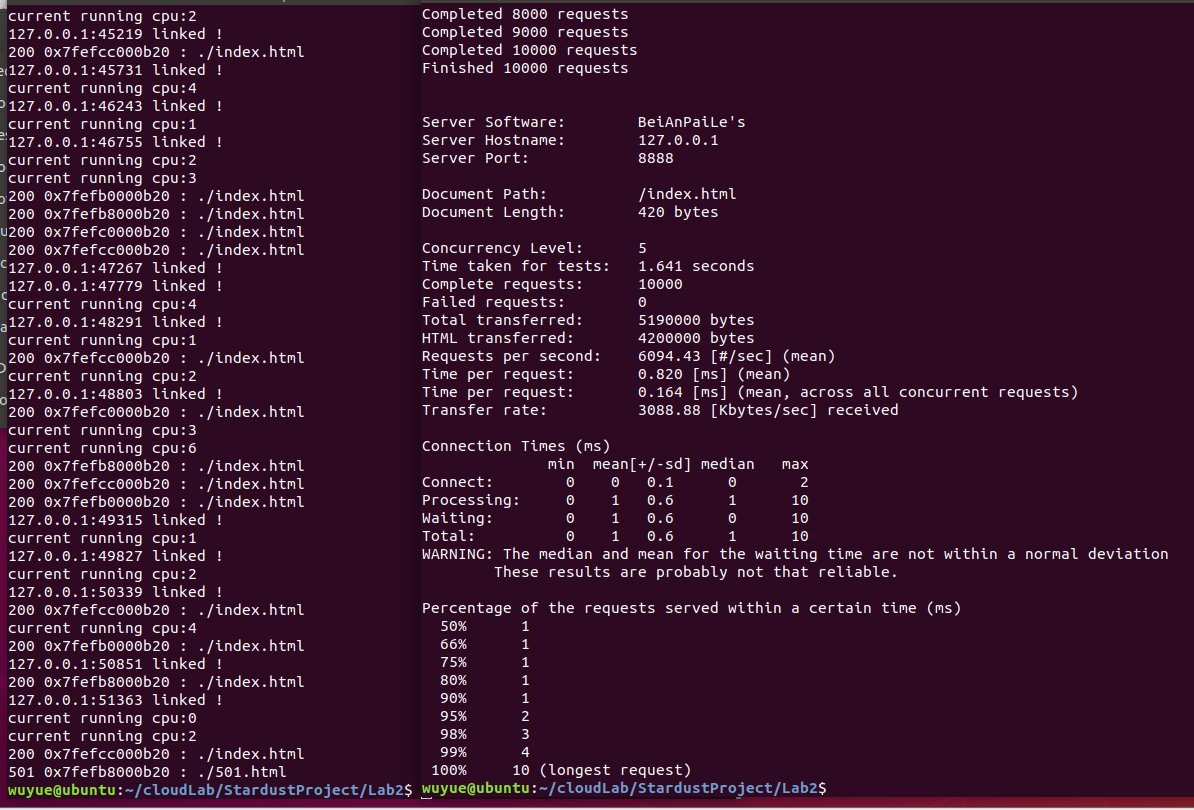 current running cpu:2
127.0.0.1:45219 linked !
200 0x7fefcc000b20 : ./index.html
127.0.0.1:45731 linked !
current running cpu:4
127.0.0.1:46243 linked !
current running cpu:1
127.0.0.1:46755 linked !
current running cpu:2
current running cpu:3
200 0x7fefb0000b20 : ./index.html
200 0x7fefb8000b20 : ./index.html
200 0x7fefc0000b20 : ./index.html
200 0x7fefcc000b20 : ./index.html
127.0.0.1:47267 linked !
127.0.0.1:47779 linked !
current running cpu:4
127.0.0.1:48291 linked !
current running cpu:1
200 0x7fefcc000b20 : ./index.html
current running cpu:2
127.0.0.1:48803 linked !
200 0x7fefc0000b20 : ./index.html
current running cpu:3
current running cpu:6
200 0x7fefb8000b20 : ./index.html
200 0x7fefcc000b20 : ./index.html
200 0x7fefb0000b20 : ./index.html
127.0.0.1:49315 linked !
current running cpu:1
127.0.0.1:49827 linked !
current running cpu:2
127.0.0.1:50339 linked !
200 0x7fefcc000b20 : ./index.html
current running cpu:4
200 0x7fefb0000b20 : ./index.html
127.0.0.1:50851 linked !
200 0x7fefb8000b20 : ./index.html
127.0.0.1:51363 linked !
current running cpu:0
current running cpu:2
200 0x7fefcc000b20 : ./index.html
501 0x7fefb8000b20 : ./501.html
wuyue@ubuntu:~/cloudLab/StardustProject/Lab2$
Completed 8000 requests
Completed 9000 requests
Completed 10000 requests
Finished 10000 requests
Server Software: BeiAnPaiLe's
Server Hostname: 127.0.0.1
Server Port: 8888
Document Path: /index.html
Document Length: 420 bytes
Concurrency Level: 5
Time taken for tests: 1.641 seconds
Complete requests: 10000
Failed requests: 0
Total transferred: 5190000 bytes
HTML transferred: 4200000 bytes
Requests per second: 6094.43 [#/sec] (mean)
Time per request: 0.820 [ms] (mean)
Time per request: 0.164 [ms] (mean, across all concurrent requests)
Transfer rate: 3088.88 [Kbytes/sec] received
Connection Times (ms)
min mean[+/-sd] median max
Connect: 0 0 0.1 0 2
Processing: 0 1 0.6 1 10
Waiting: 0 1 0.6 0 10
Total: 0 1 0.6 1 10
WARNING: The median and mean for the waiting time are not within a normal deviation
These results are probably not that reliable.
Percentage of the requests served within a certain time (ms)
50% 1
66% 1
75% 1
80% 1
90% 1
95% 2
98% 3
99% 4
100% 10 (longest request)
wuyue@ubuntu:~/cloudLab/StardustProject/Lab2$